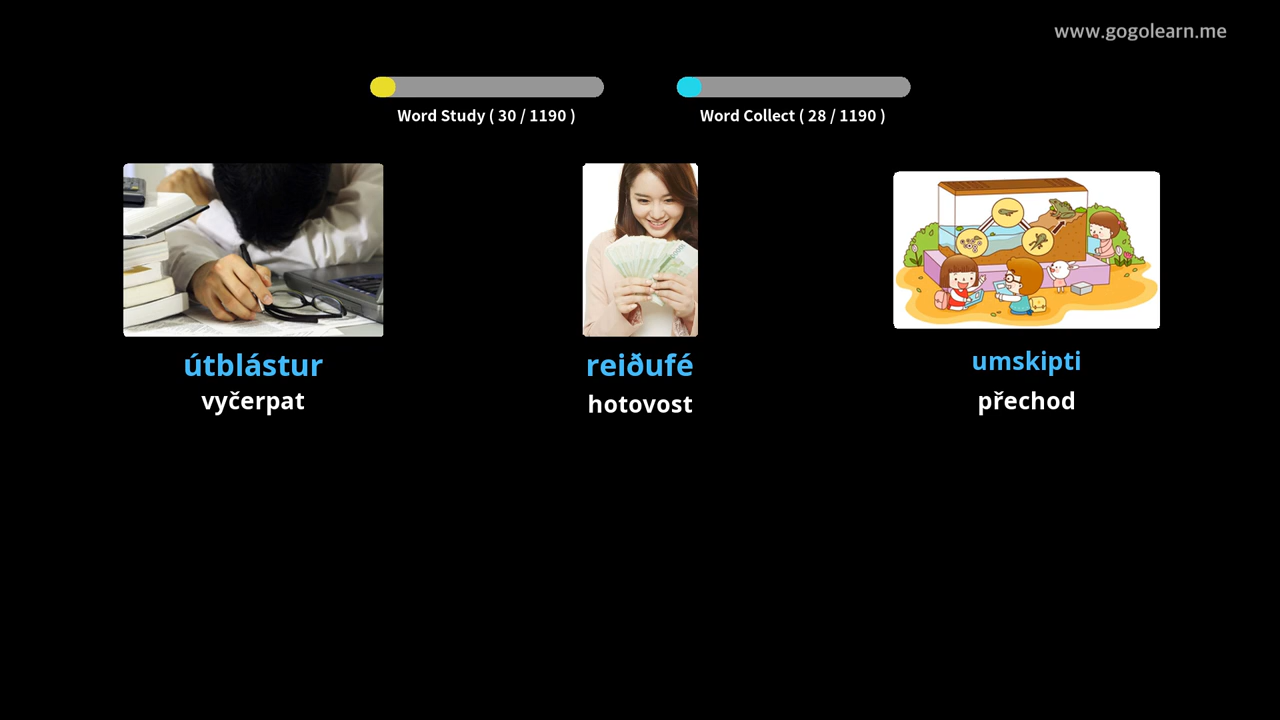 www.gogolearn.me
Word Study ( 30 / 1190 )
Word Collect ( 28 / 1190 )
útblástur
vyčerpat
reiðufé
hotovost
umskipti
přechod